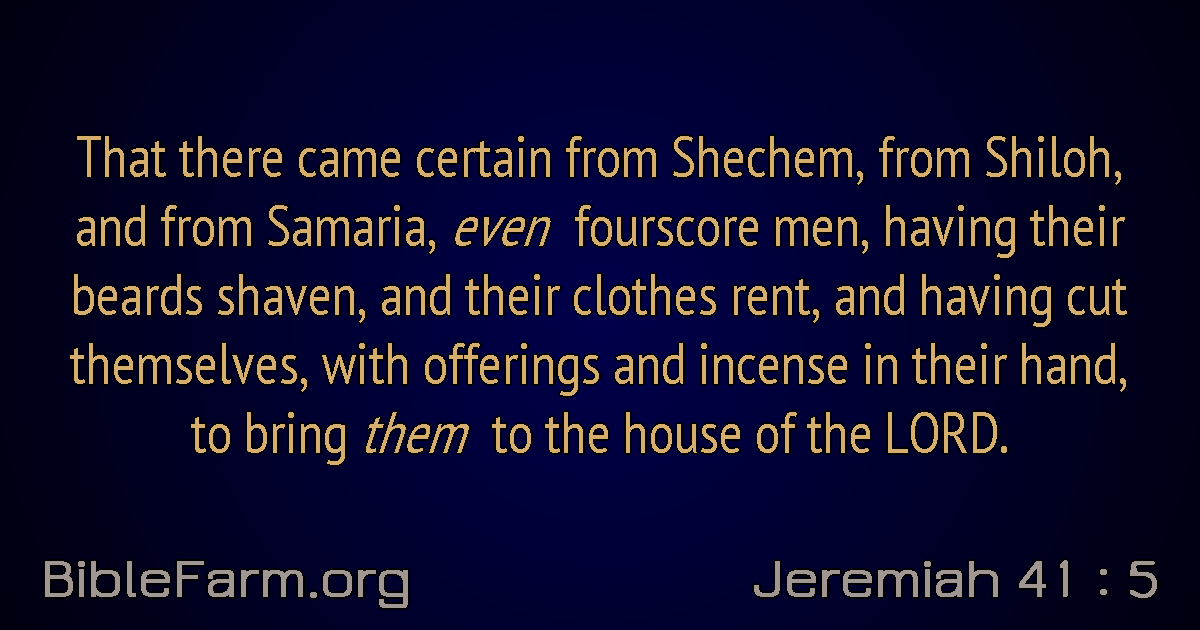 That there came certain from Shechem, from Shiloh,
and from Samaria, even fourscore men, having their
beards shaven, and their clothes rent, and having cut
themselves, with offerings and incense in their hand,
to bring them to the house of the LORD.
BibleFarm.org
Jeremiah 41 : 5